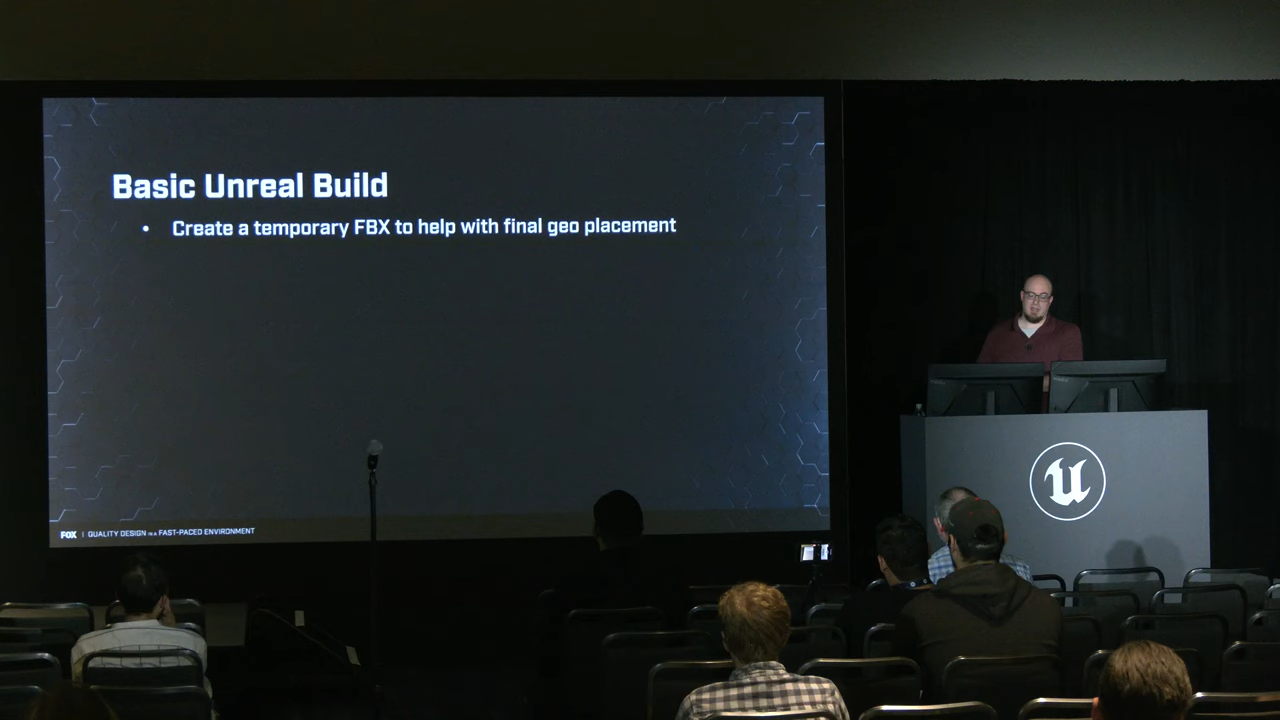 Basic Unreal Build
• Create a temporary FBX to help with final geo placement
FOX | QUALITY DESIGN IN A FAST-PACED ENVIRONMENT